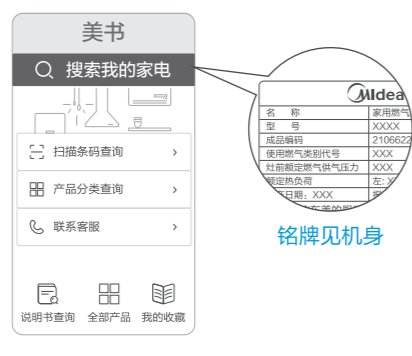 美书
搜索我的家电
扫描条码查询
产品分类查询
联系客服
说明书查询 全部产品 我的收藏
Midea
名 称 家用燃气
型 号 XXXX
成品编码 2106622
使用燃气类别代号 XXX
灶前额定燃气供气压力 XXX
额定热负荷 左: X
日期: XXX
铭牌见机身